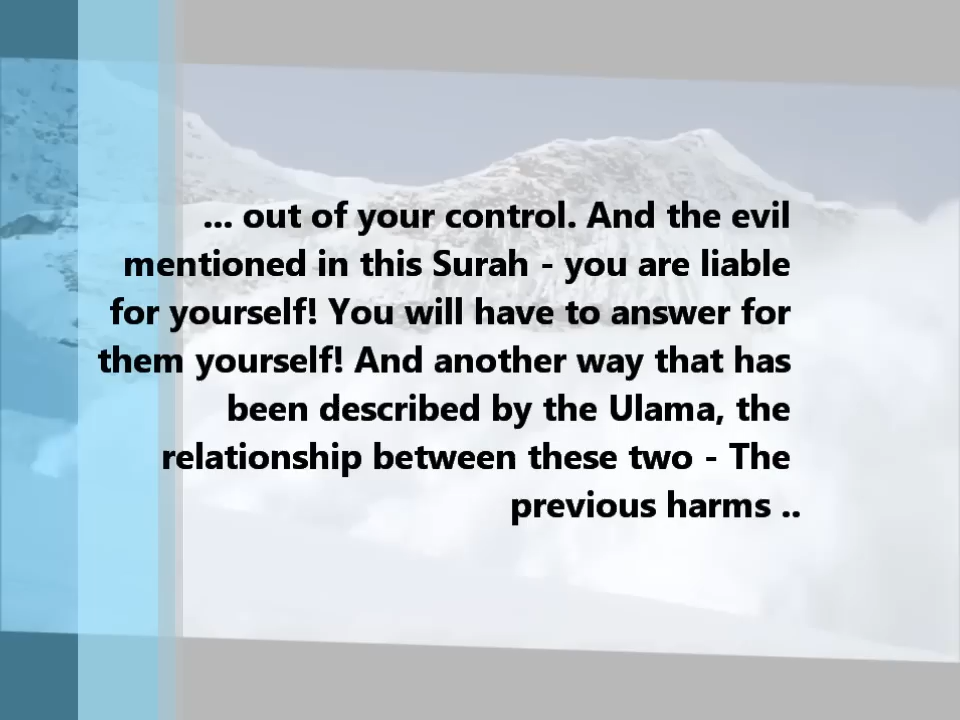 ... out of your control. And the evil
mentioned in this Surah - you are liable
for yourself! You will have to answer for
them yourself! And another way that has
been described by the Ulama, the
relationship between these two - The
previous harms ..